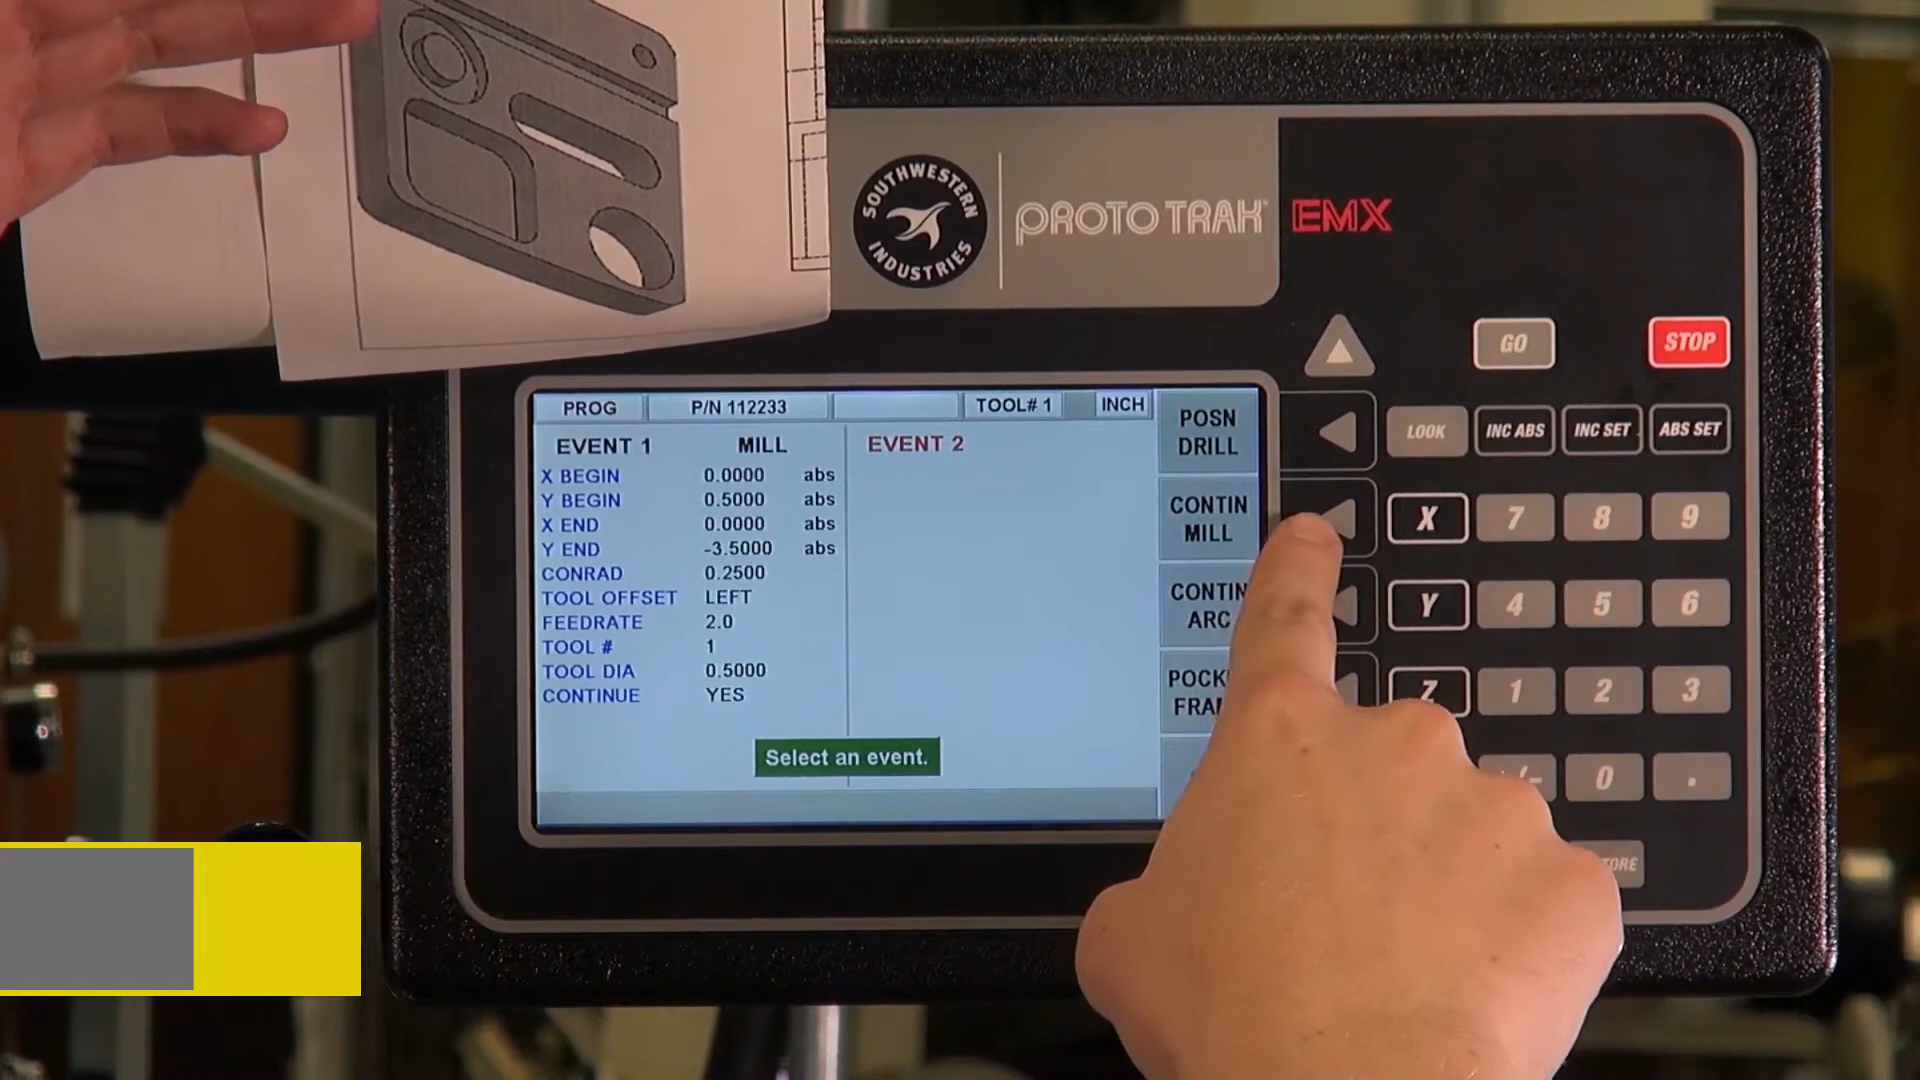 SOUTHWESTERN INDUSTRIES
PROTO TRAK EMX
GO
STOP
PROG
P/N 112233
TOOL# 1
INCH
EVENT 1 MILL
X BEGIN 0.0000 abs
Y BEGIN 0.5000 abs
X END 0.0000 abs
Y END -3.5000 abs
CONRAD 0.2500
TOOL OFFSET LEFT
FEEDRATE 2.0
TOOL # 1
TOOL DIA 0.5000
CONTINUE YES
EVENT 2
Select an event.
POSN
DRILL
CONTIN
MILL
CONTIN
ARC
LOOK
INC ABS
INC SET
ABS SET
X 7 8 9
Y 4 5 6
Z 1 2 3
+/- 0 .